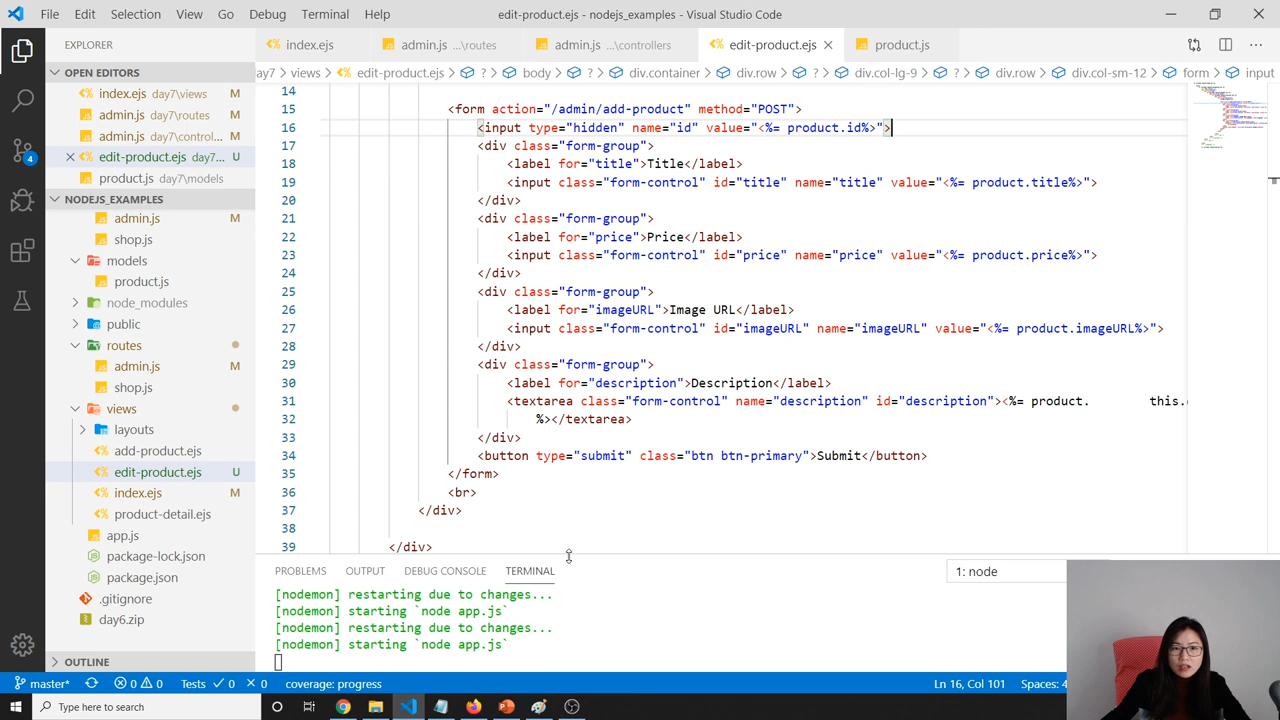 File Edit Selection View Go Debug Terminal Help
edit-product.ejs - nodejs_examples - Visual Studio Code
EXPLORER
index.ejs
admin.js ...\routes
admin.js ...\controllers
edit-product.ejs
product.js
OPEN EDITORS
index.ejs day7\views M
admin.js day7\routes M
admin.js day7\contro... M
edit-product.ejs day7... U
product.js day7\models
NODEJS_EXAMPLES
admin.js M
shop.js
models
product.js
node_modules
public
routes
admin.js M
shop.js
views
layouts
add-product.ejs
edit-product.ejs U
index.ejs M
product-detail.ejs
app.js
package-lock.json
package.json
.gitignore
day6.zip
OUTLINE
4
ay7 > views > edit-product.ejs > ? > body > ? > div.container > div.row > ? > div.col-lg-9 > ? > div.row > div.col-sm-12 > form > input
14
15 <form action="/admin/add-product" method="POST">
16 <input type="hidden" name="id" value="<%= product.id%>">
17 <div class="form-group">
18 <label for="title">Title</label>
19 <input class="form-control" id="title" name="title" value="<%= product.title%>">
20 </div>
21 <div class="form-group">
22 <label for="price">Price</label>
23 <input class="form-control" id="price" name="price" value="<%= product.price%>">
24 </div>
25 <div class="form-group">
26 <label for="imageURL">Image URL</label>
27 <input class="form-control" id="imageURL" name="imageURL" value="<%= product.imageURL%>">
28 </div>
29 <div class="form-group">
30 <label for="description">Description</label>
31 <textarea class="form-control" name="description" id="description"><%= product. this.
32 %></textarea>
33 </div>
34 <button type="submit" class="btn btn-primary">Submit</button>
35 </form>
36 <br>
37 </div>
38
39 </div>
PROBLEMS OUTPUT DEBUG CONSOLE TERMINAL
1: node
[nodemon] restarting due to changes...
[nodemon] starting `node app.js`
[nodemon] restarting due to changes...
[nodemon] starting `node app.js`
master* 0 0 Tests 0 0 coverage: progress
Ln 16, Col 101 Spaces: 4
Type here to search